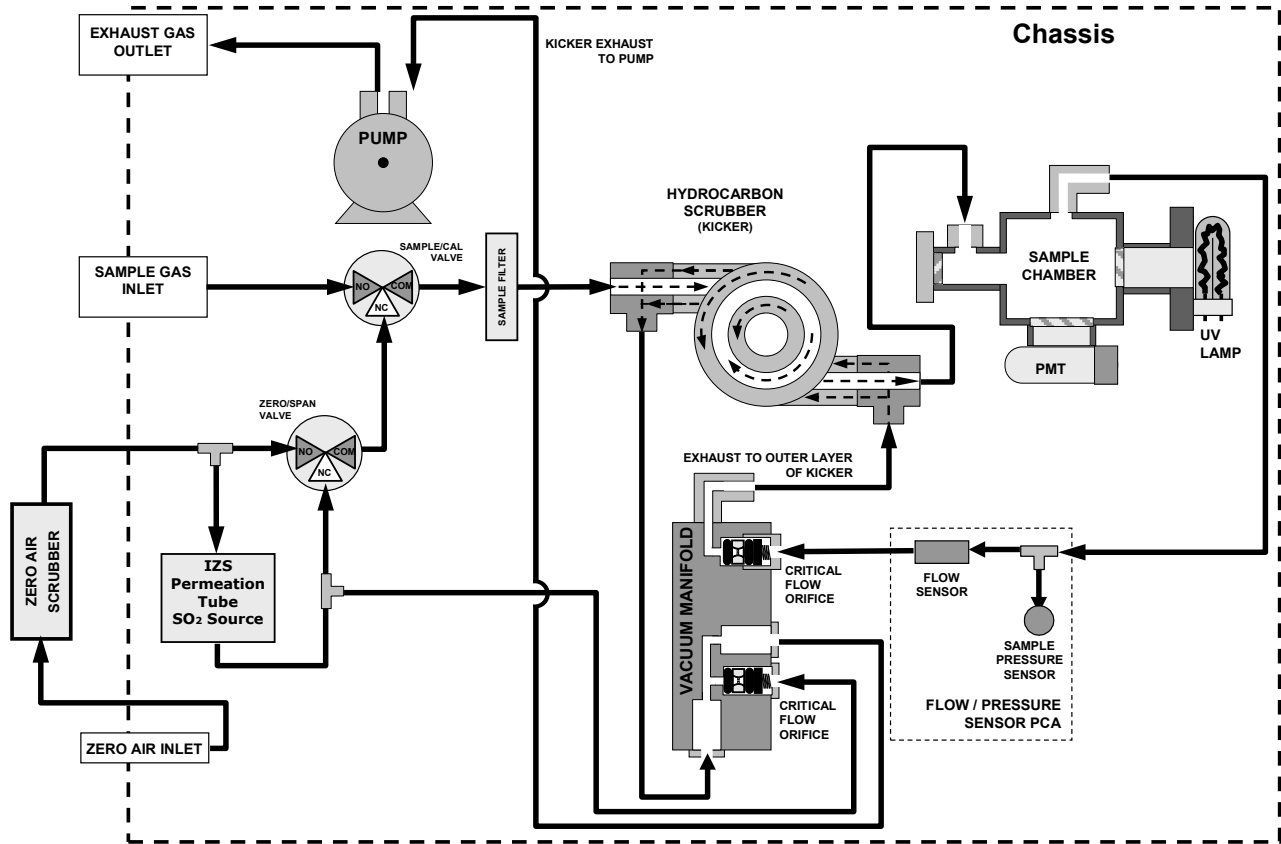 EXHAUST GAS
OUTLET
KICKER EXHAUST
TO PUMP
Chassis
PUMP
HYDROCARBON
SCRUBBER
(KICKER)
SAMPLE/CAL
VALVE
SAMPLE GAS
INLET
NO
COM
NC
SAMPLE FILTER
SAMPLE
CHAMBER
UV
LAMP
PMT
ZERO/SPAN
VALVE
NO
COM
NC
EXHAUST TO OUTER LAYER
OF KICKER
ZERO AIR
SCRUBBER
IZS
Permeation
Tube
SO₂ Source
VACUUM MANIFOLD
CRITICAL
FLOW
ORIFICE
FLOW
SENSOR
SAMPLE
PRESSURE
SENSOR
CRITICAL
FLOW
ORIFICE
FLOW / PRESSURE
SENSOR PCA
ZERO AIR INLET